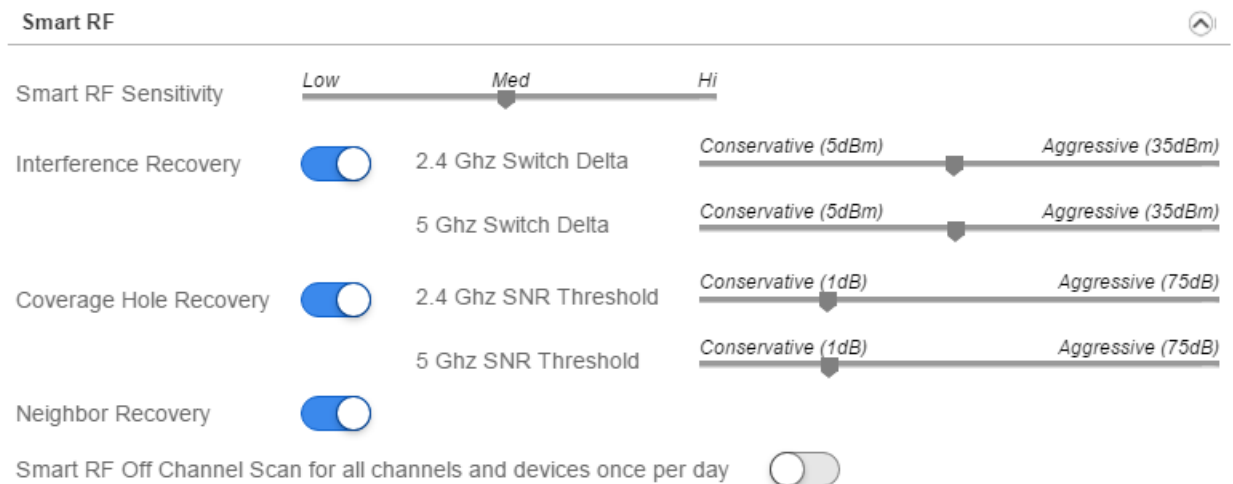 Smart RF
Smart RF Sensitivity Low Med Hi
Interference Recovery 2.4 Ghz Switch Delta Conservative (5dBm) Aggressive (35dBm)
5 Ghz Switch Delta Conservative (5dBm) Aggressive (35dBm)
Coverage Hole Recovery 2.4 Ghz SNR Threshold Conservative (1dB) Aggressive (75dB)
5 Ghz SNR Threshold Conservative (1dB) Aggressive (75dB)
Neighbor Recovery
Smart RF Off Channel Scan for all channels and devices once per day